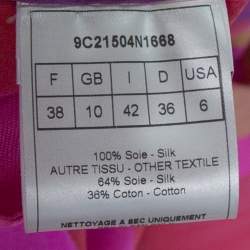 9C21504N1668
F GB I D USA
38 10 42 36 6
100% Soie - Silk
AUTRE TISSU - OTHER TEXTILE
64% Soie - Silk
36% Coton - Cotton
NETTOYAGE A SEC UNIQUEMENT